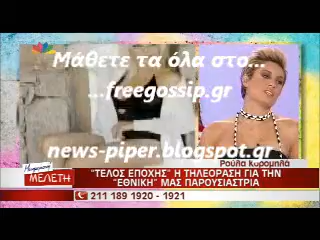 Μάθετε τα όλα στο...
...freegossip.gr
news-piper.blogspot.gr
Ρούλα Κορομηλά
Μεσημεριανή
ΜΕΛΕΤΗ
"ΤΕΛΟΣ ΕΠΟΧΗΣ" Η ΤΗΛΕΟΡΑΣΗ ΓΙΑ ΤΗΝ
"ΕΘΝΙΚΗ" ΜΑΣ ΠΑΡΟΥΣΙΑΣΤΡΙΑ
211 189 1920 - 1921